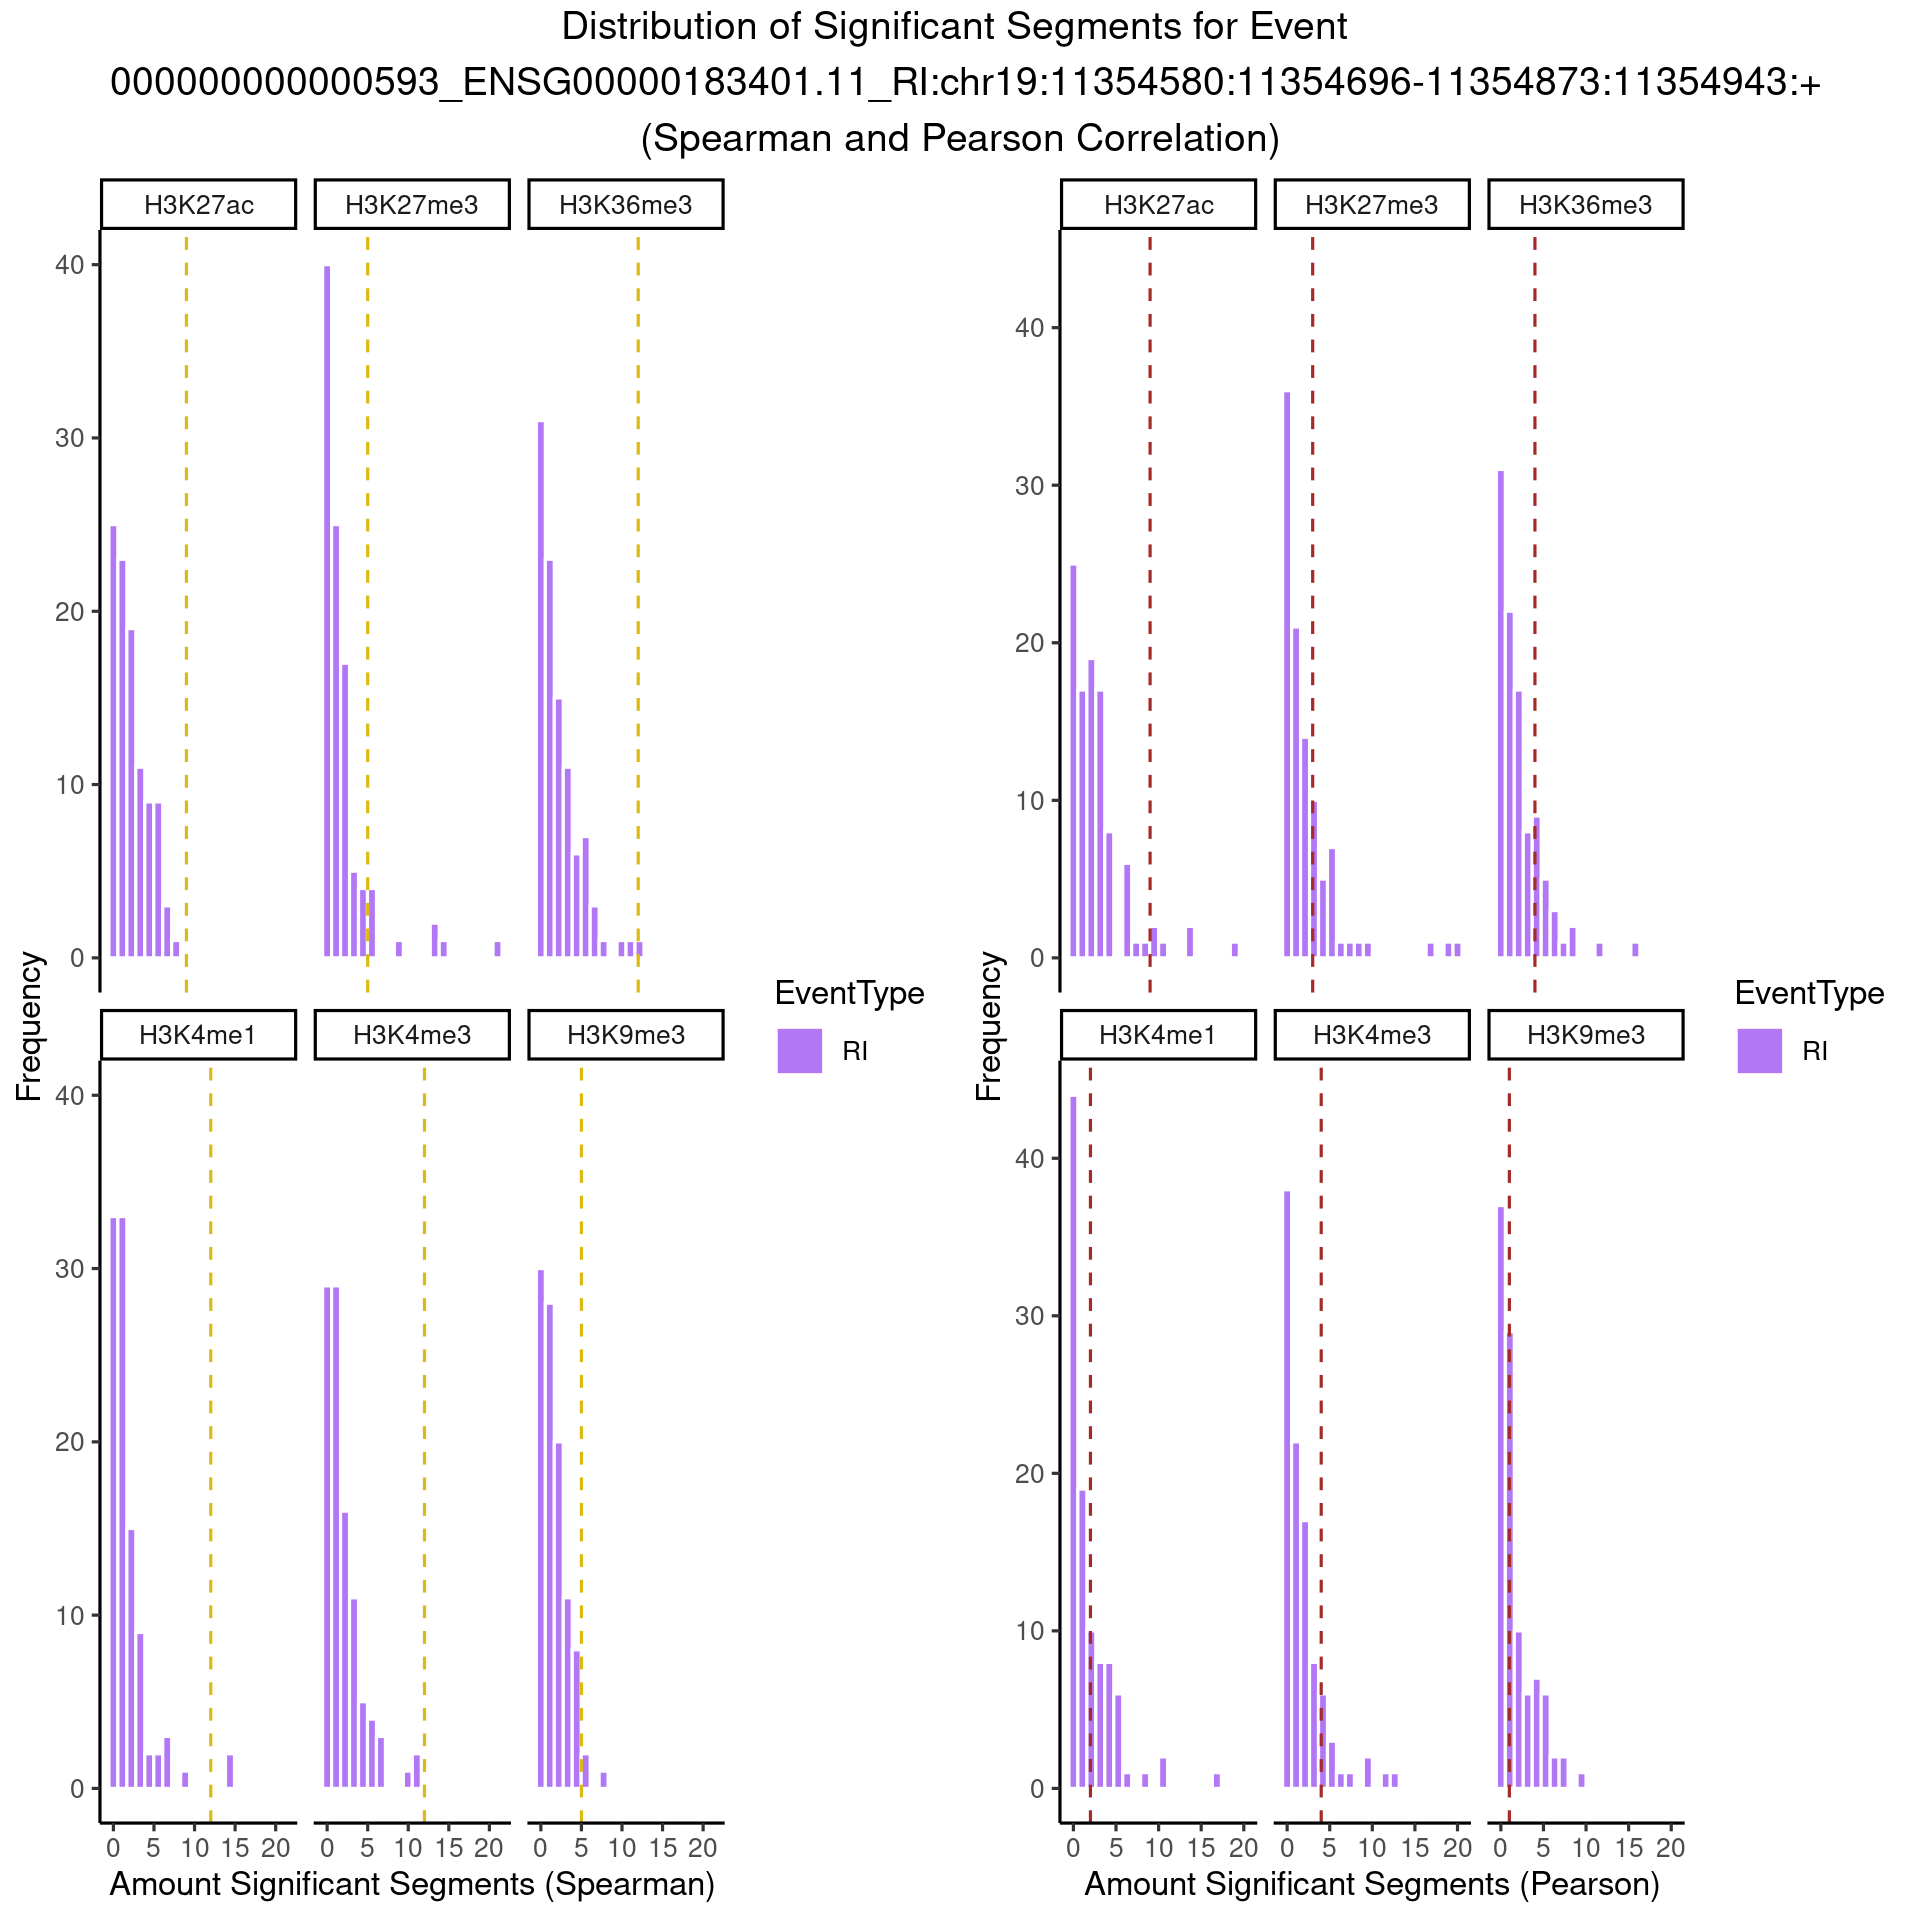 Distribution of Significant Segments for Event
000000000000593_ENSG00000183401.11_RI:chr19:11354580:11354696-11354873:11354943:+
(Spearman and Pearson Correlation)
H3K27ac H3K27me3 H3K36me3
40
30
20
10
0
H3K4me1 H3K4me3 H3K9me3
40
30
20
10
0
0 5 10 15 20 0 5 10 15 20 0 5 10 15 20
Frequency
Amount Significant Segments (Spearman)
EventType
RI
H3K27ac H3K27me3 H3K36me3
40
30
20
10
0
H3K4me1 H3K4me3 H3K9me3
40
30
20
10
0
0 5 10 15 20 0 5 10 15 20 0 5 10 15 20
Frequency
Amount Significant Segments (Pearson)
EventType
RI